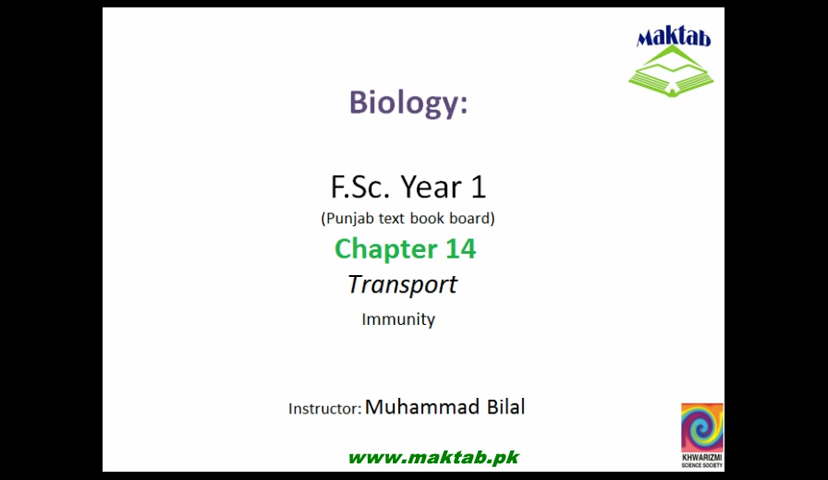 Maktab
Biology:
F.Sc. Year 1
(Punjab text book board)
Chapter 14
Transport
Immunity
Instructor: Muhammad Bilal
KHWARIZMI
SCIENCE SOCIETY
www.maktab.pk